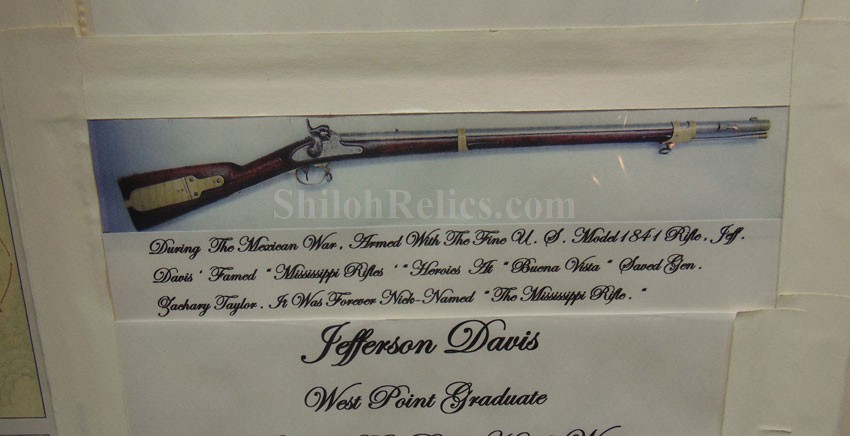 ShilohRelics.com
During The Mexican War, Armed With The Fine U. S. Model 1841 Rifle, Jeff.
Davis' Famed "Mississippi Rifles'" Heroics At "Buena Vista" Saved Gen.
Zachary Taylor. It Was Forever Nick-Named "The Mississippi Rifle."
Jefferson Davis
West Point Graduate